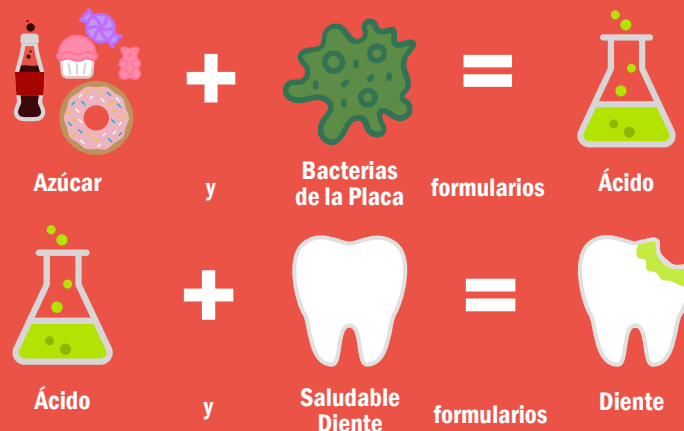 Azúcar
y
Bacterias
de la Placa
formularios
Ácido
Ácido
y
Saludable
Diente
formularios
Diente